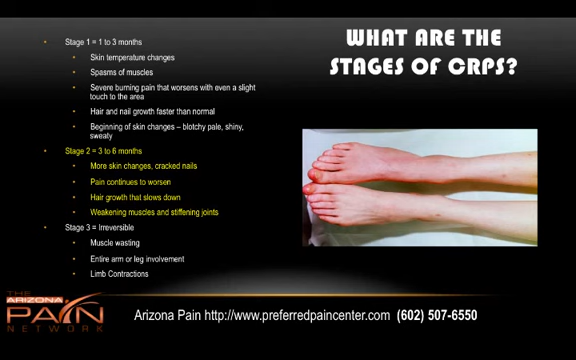 WHAT ARE THE
STAGES OF CRPS?
Stage 1 = 1 to 3 months
Skin temperature changes
Spasms of muscles
Severe burning pain that worsens with even a slight
touch to the area
Hair and nail growth faster than normal
Beginning of skin changes – blotchy pale, shiny,
sweaty
Stage 2 = 3 to 6 months
More skin changes, cracked nails
Pain continues to worsen
Hair growth that slows down
Weakening muscles and stiffening joints
Stage 3 = Irreversible
Muscle wasting
Entire arm or leg involvement
Limb Contractions
THE
ARIZONA
PAIN
NETWORK
Arizona Pain http://www.preferredpaincenter.com (602) 507-6550